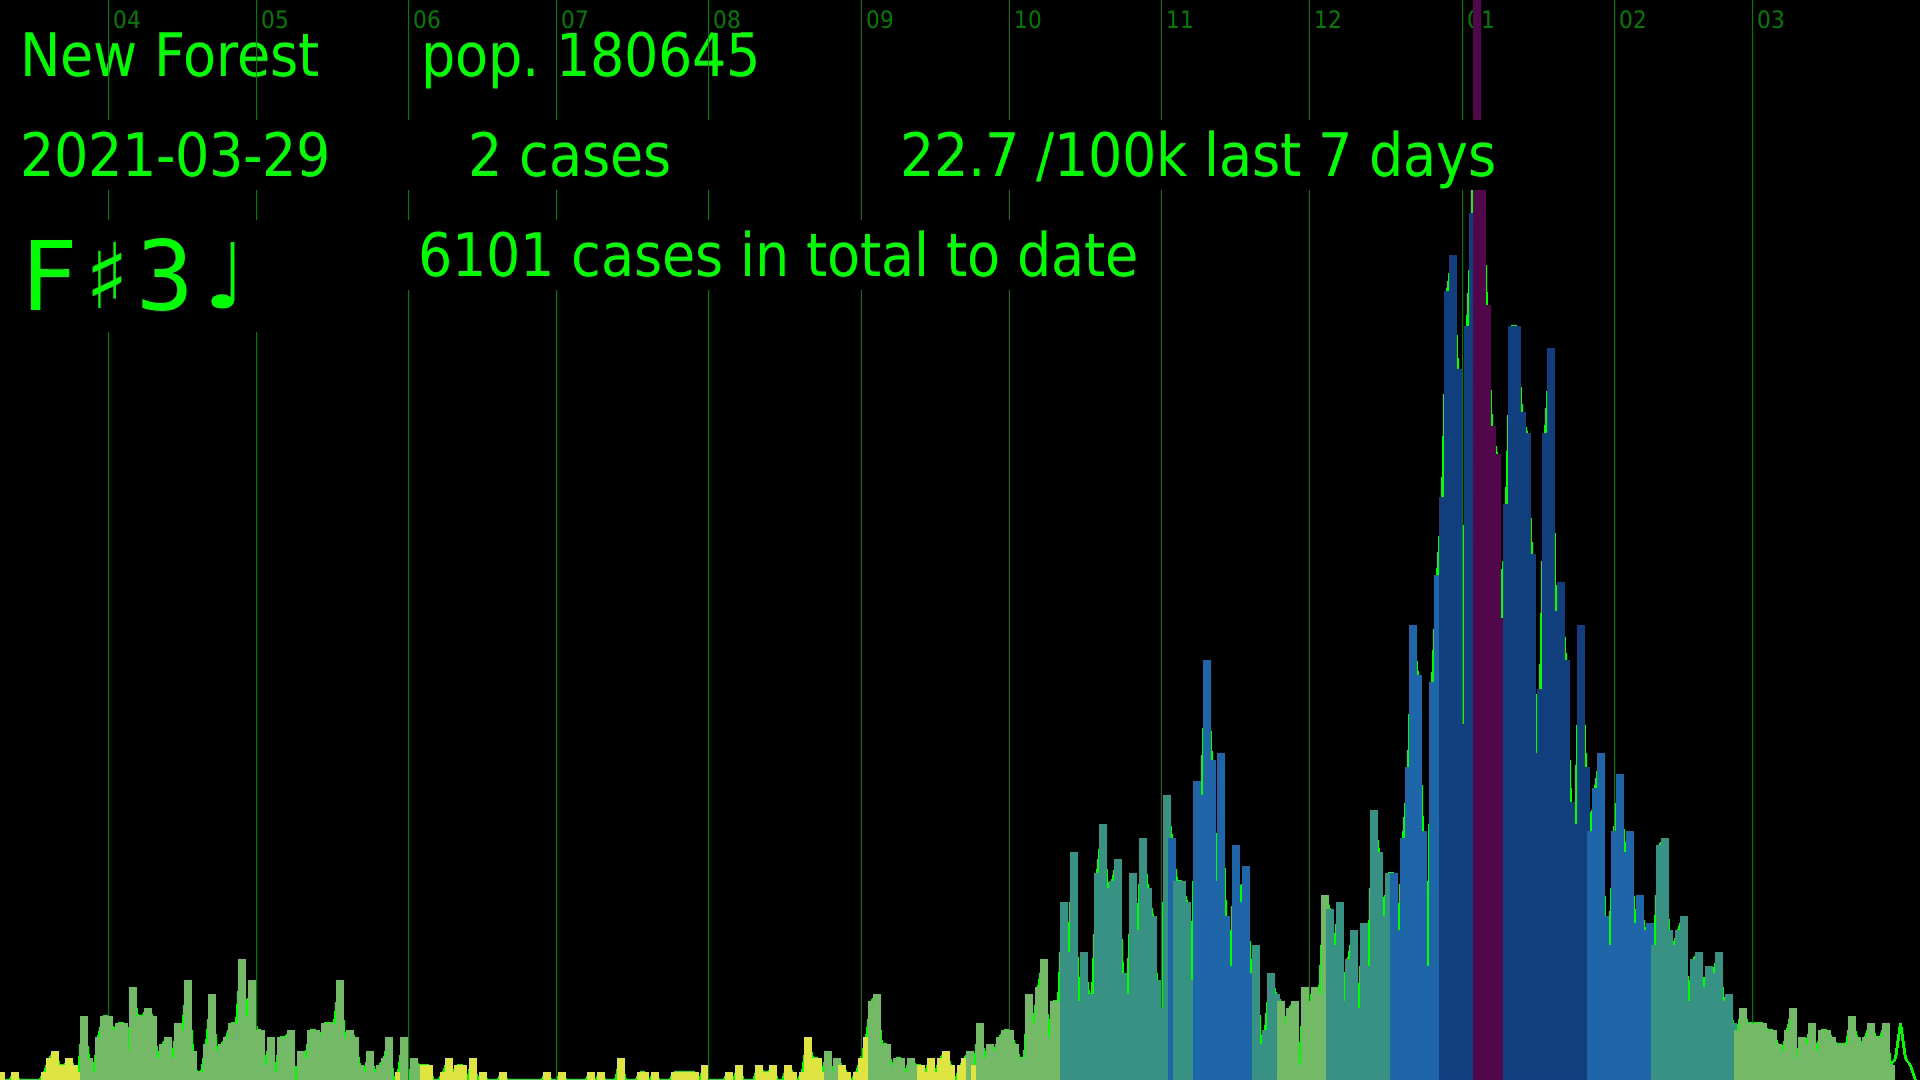 04 05 06 07 08 09 10 11 12 01 02 03
New Forest pop. 180645
2021-03-29 2 cases 22.7 /100k last 7 days
F♯3♩ 6101 cases in total to date